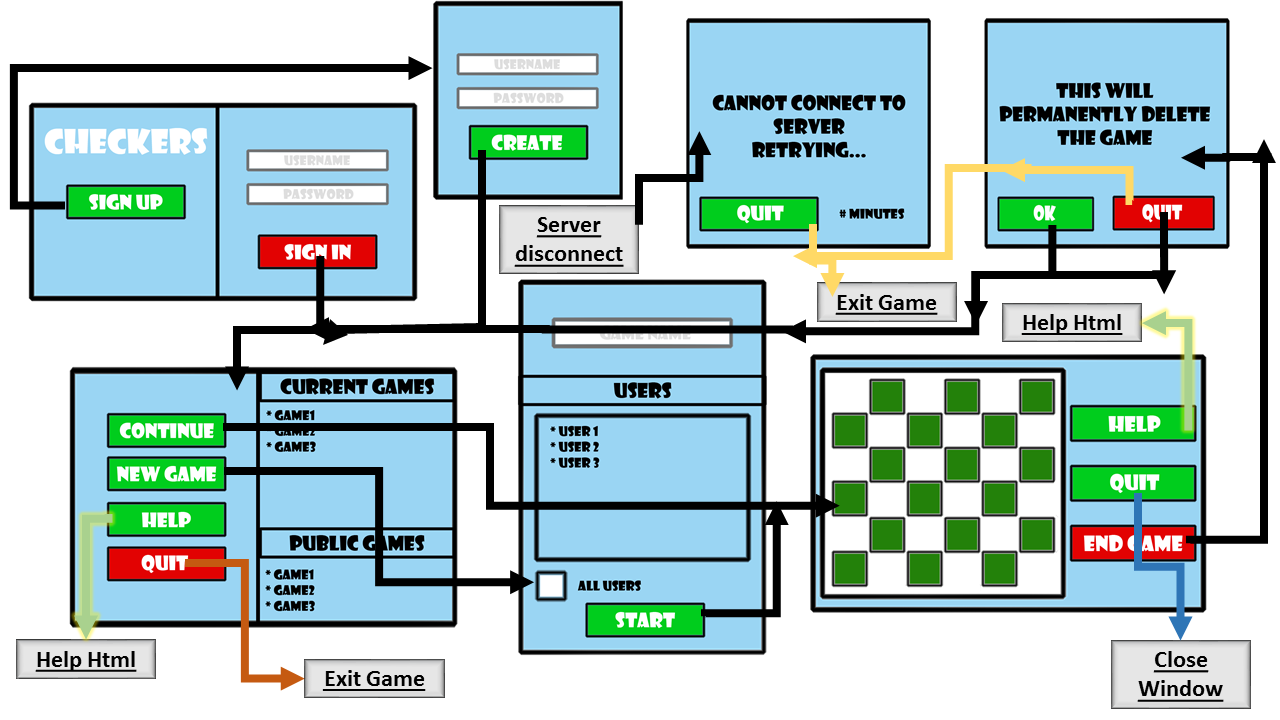 USERNAME
PASSWORD
CREATE
CANNOT CONNECT TO
SERVER
RETRYING...
QUIT
# MINUTES
THIS WILL
PERMANENTLY DELETE
THE GAME
OK
QUIT
CHECKERS
SIGN UP
USERNAME
PASSWORD
SIGN IN
Server
disconnect
Exit Game
Help Html
GAME NAME
USERS
* USER 1
* USER 2
* USER 3
ALL USERS
START
CONTINUE
NEW GAME
HELP
QUIT
CURRENT GAMES
* GAME1
GAME2
* GAME3
PUBLIC GAMES
* GAME1
* GAME2
* GAME3
HELP
QUIT
END GAME
Help Html
Exit Game
Close
Window